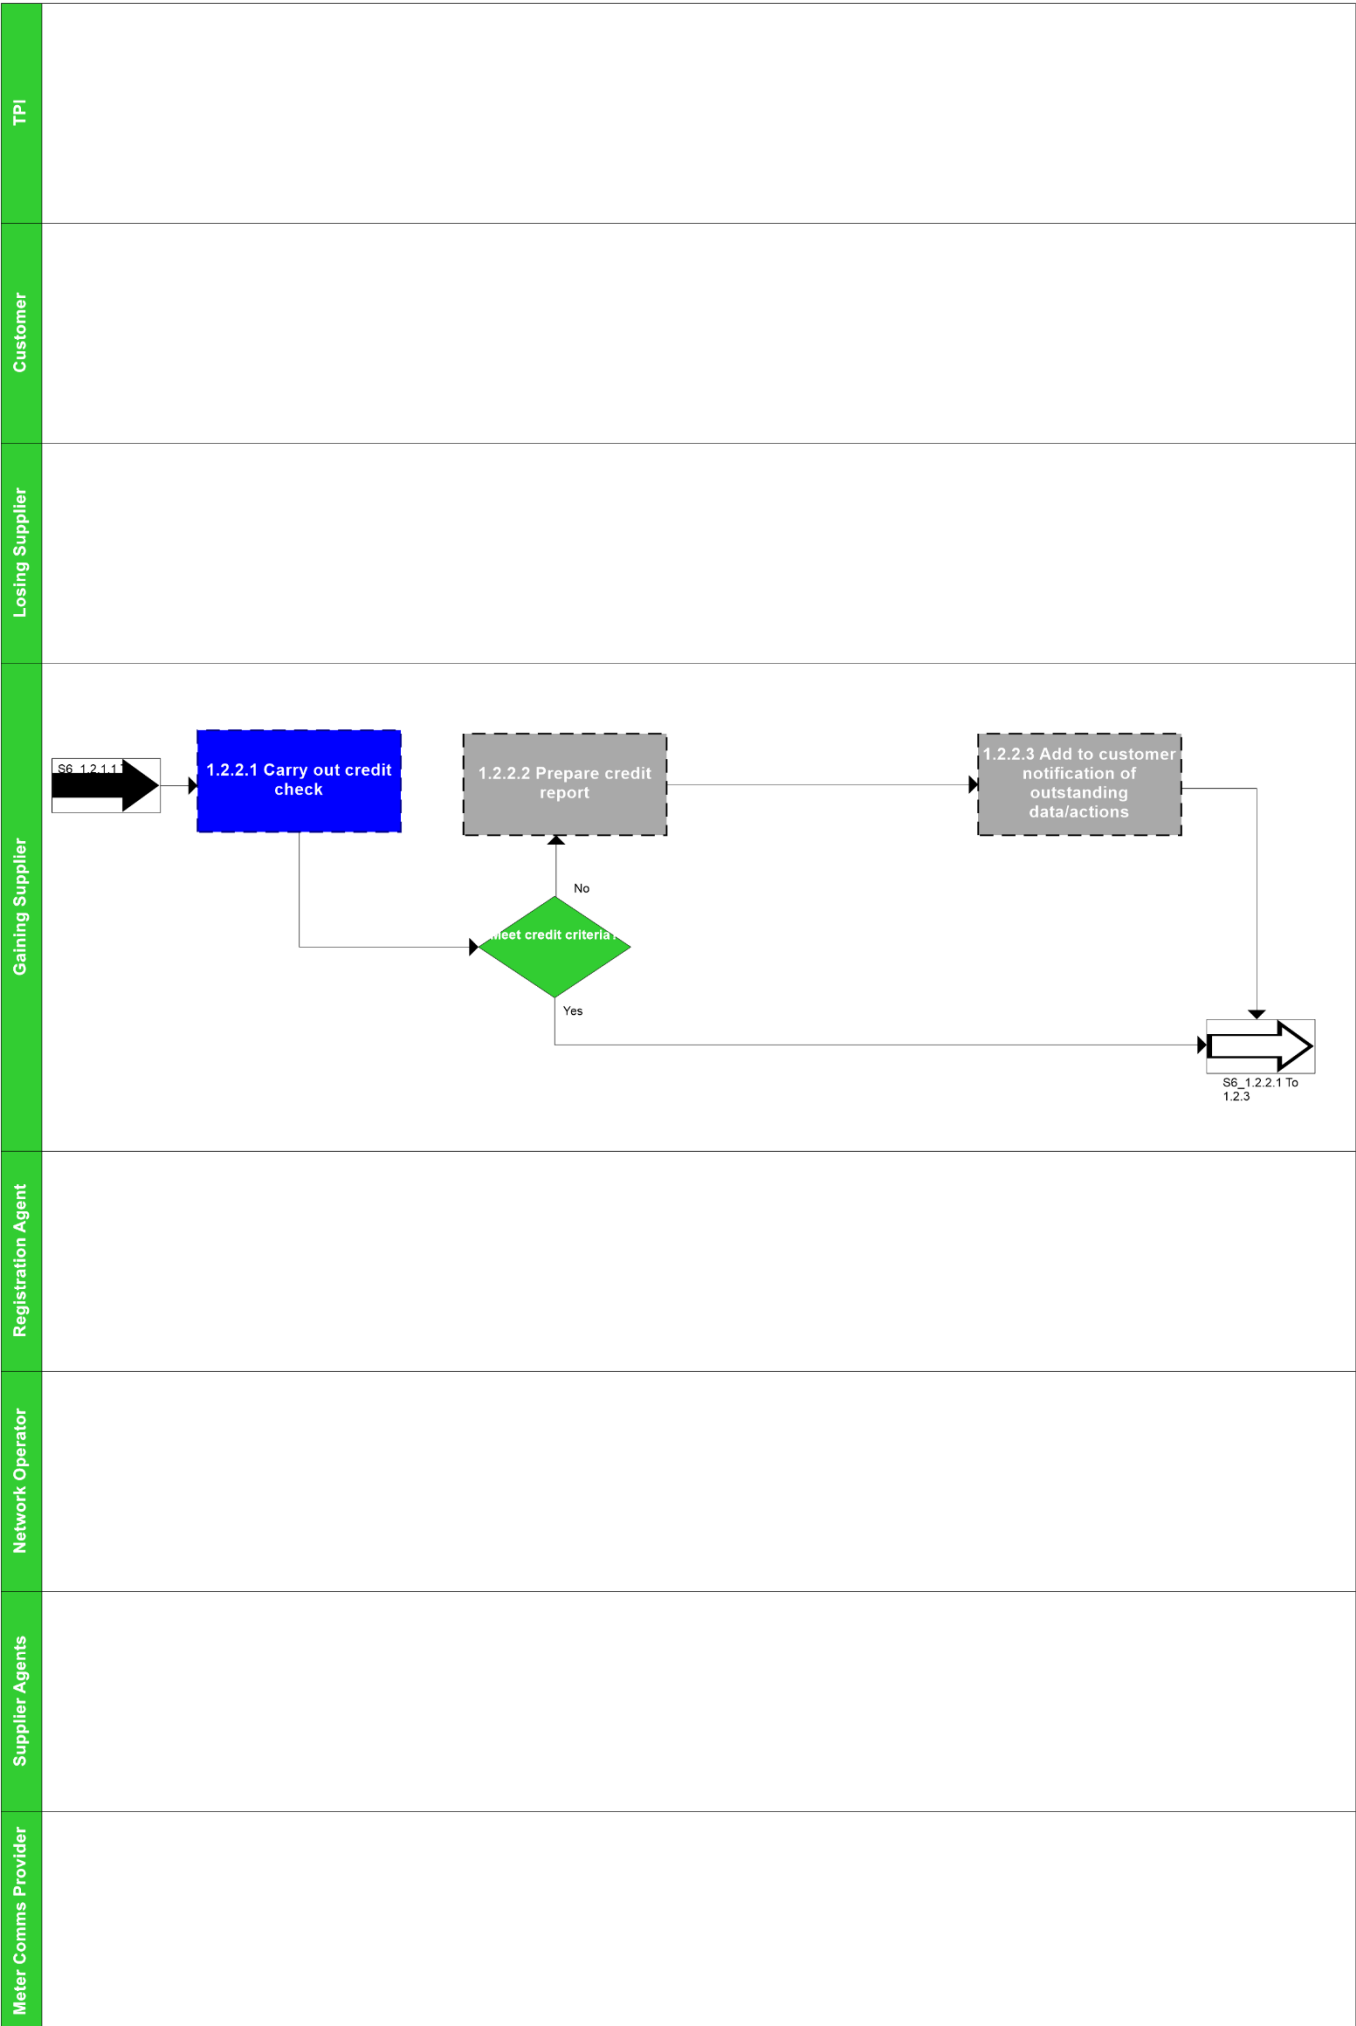 TPI
Customer
Losing Supplier
Gaining Supplier
S6_1.2.1.1
1.2.2.1 Carry out credit
check
1.2.2.2 Prepare credit
report
1.2.2.3 Add to customer
notification of
outstanding
data/actions
No
Meet credit criteria?
Yes
S6_1.2.2.1 To
1.2.3
Registration Agent
Network Operator
Supplier Agents
Meter Comms Provider